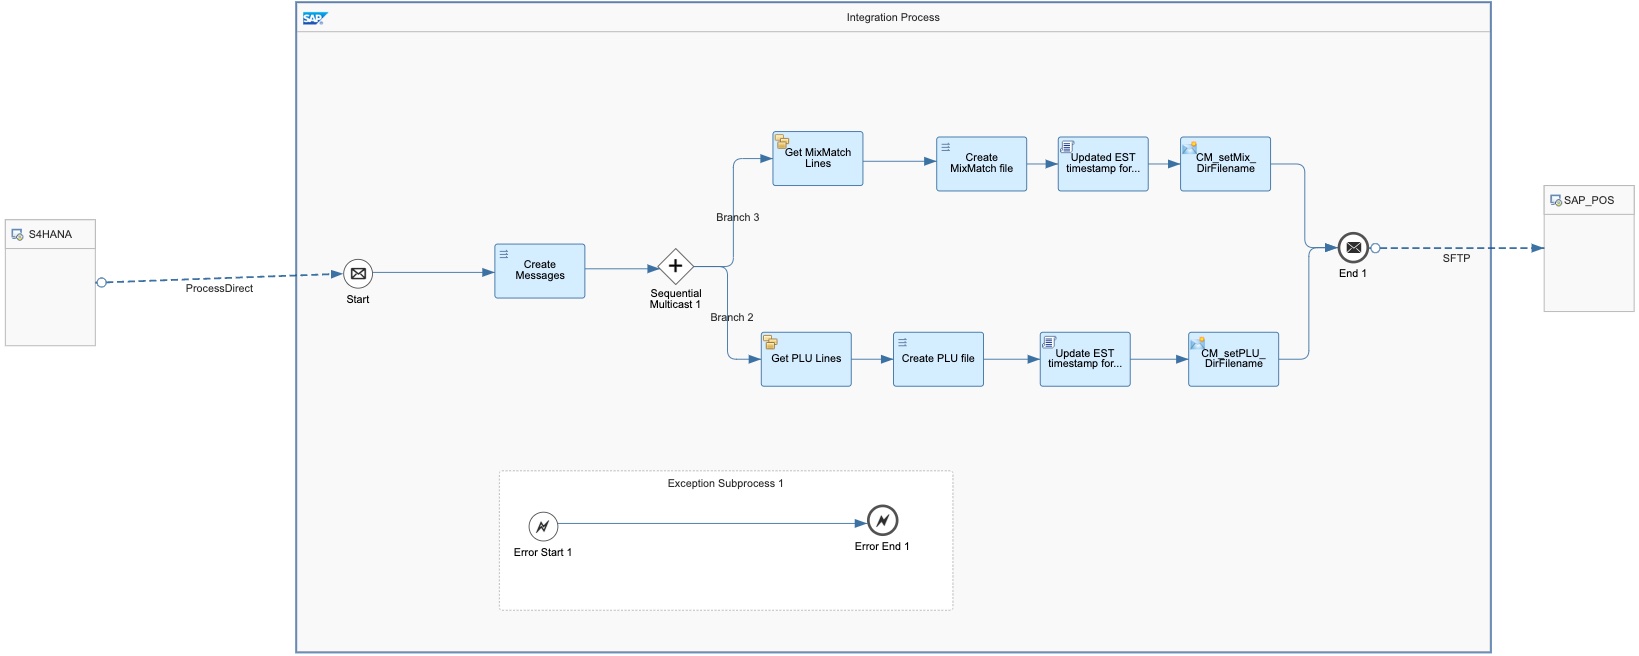 SAP
Integration Process
S4HANA
ProcessDirect
Start
Create
Messages
Sequential
Multicast 1
Branch 3
Branch 2
Get MixMatch
Lines
Create
MixMatch file
Updated EST
timestamp for...
CM_setMix_
DirFilename
Get PLU Lines
Create PLU file
Update EST
timestamp for...
CM_setPLU_
DirFilename
End 1
SFTP
SAP_POS
Exception Subprocess 1
Error Start 1
Error End 1